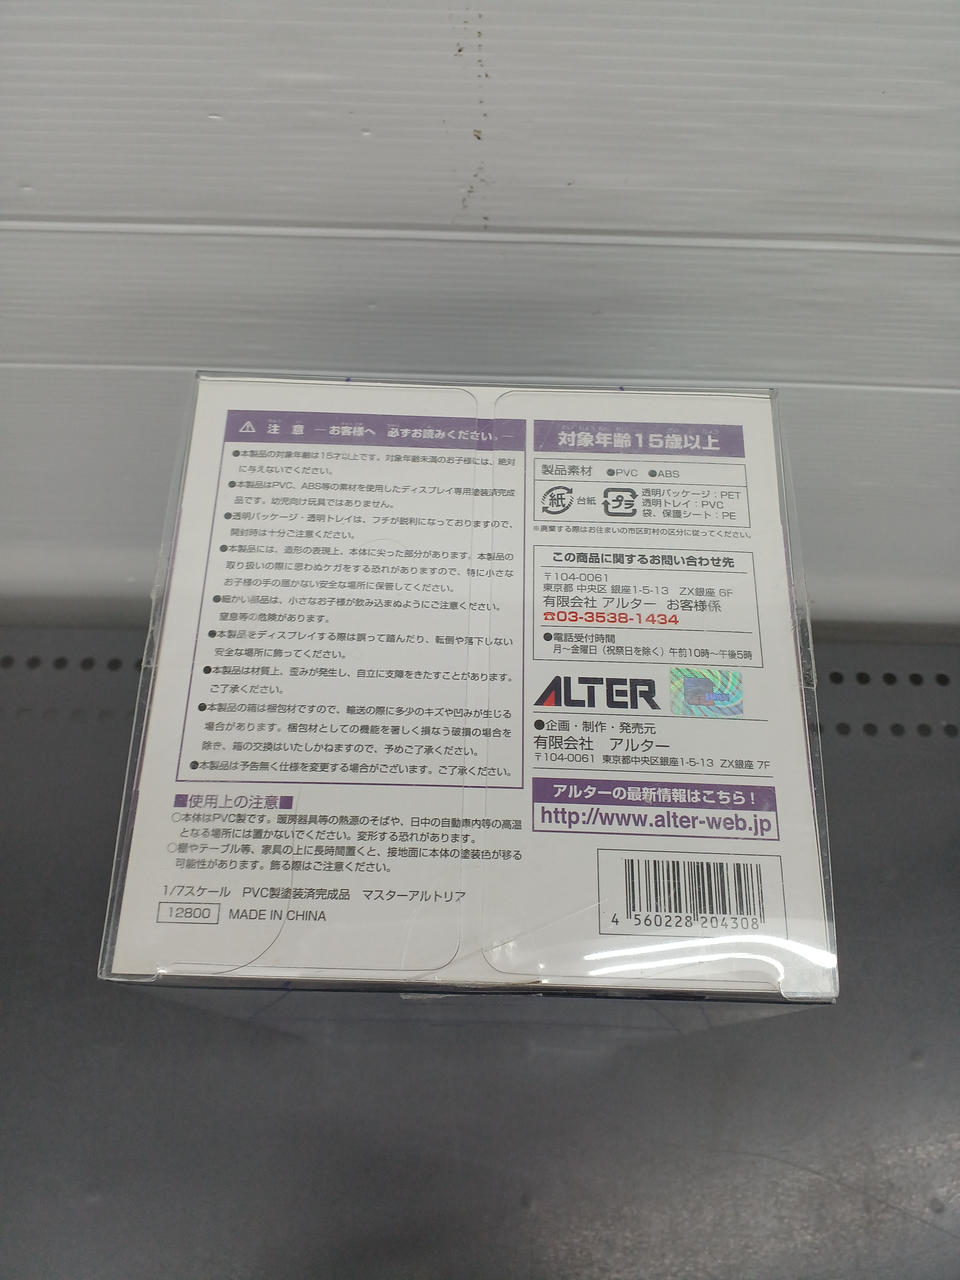 注意 ―お客様へ 必ずお読みください。―
●本製品の対象年齢は15才以上です。対象年齢未満のお子様には、絶対
に与えないでください。
●本製品はPVC、ABS等の素材を使用したディスプレイ専用塗装済完成
品です。幼児向け玩具ではありません。
●透明パッケージ・透明トレイは、フチが鋭利になっておりますので、
開封時は十分ご注意ください。
●本製品には、造形の表現上、本体に尖った部分があります。本製品の
取り扱いの際に思わぬケガをする恐れがありますので、特に小さな
お子様の手の届かない安全な場所に保管してください。
●細かい部品は、小さなお子様が飲み込まぬようにご注意ください。
窒息等の危険があります。
●本製品をディスプレイする際は誤って踏んだり、転倒や落下しない
安全な場所に飾ってください。
●本製品は材質上、歪みが発生し、自立に支障をきたすことがあります。
ご了承ください。
●本製品の箱は梱包材ですので、輸送の際に多少のキズや凹みが生じる
場合があります。梱包材としての機能を著しく損なう破損の場合を
除き、箱の交換はいたしかねますので、予めご了承ください。
●本製品は予告無く仕様を変更する場合がございます。ご了承ください。
■使用上の注意■
○本体はPVC製です。暖房器具等の熱源のそばや、日中の自動車内等の高温
となる場所には置かないでください。変形する恐れがあります。
○棚やテーブル等、家具の上に長時間置くと、接地面に本体の塗装色が移る
可能性があります。飾る際はご注意ください。
1/7スケール PVC製塗装済完成品 マスターアルトリア
12800 MADE IN CHINA
対象年齢15歳以上
製品素材 ●PVC ●ABS
紙 台紙
プラ 透明パッケージ：PET
透明トレイ：PVC
袋、保護シート：PE
※廃棄する際はお住まいの市区町村の区分に従ってください。
この商品に関するお問い合わせ先
〒104-0061
東京都 中央区 銀座1-5-13 ZX銀座 6F
有限会社 アルター お客様係
☎03-3538-1434
●電話受付時間
月～金曜日（祝祭日を除く）午前10時～午後5時
ALTER
●企画・制作・発売元
有限会社 アルター
〒104-0061 東京都中央区銀座1-5-13 ZX銀座 7F
アルターの最新情報はこちら！
http://www.alter-web.jp
4 560228 204308